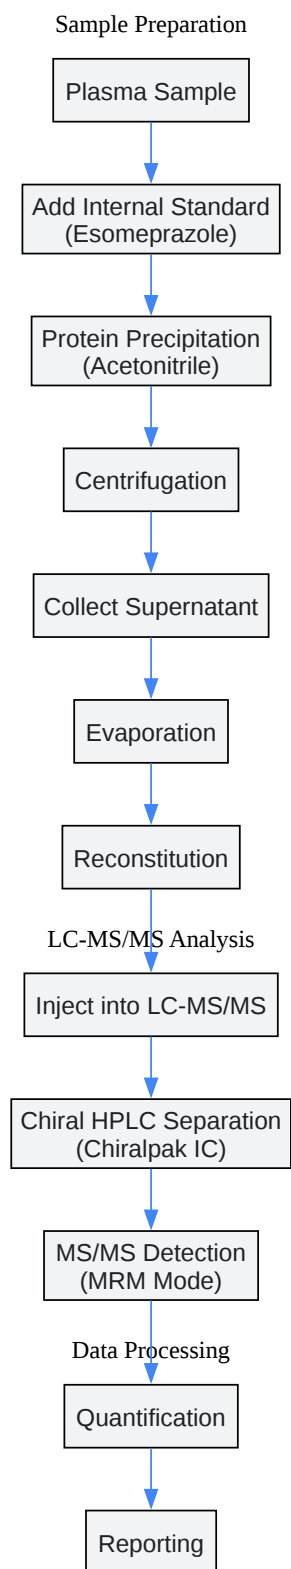 Sample Preparation
Plasma Sample
Add Internal Standard
(Esomeprazole)
Protein Precipitation
(Acetonitrile)
Centrifugation
Collect Supernatant
Evaporation
Reconstitution
LC-MS/MS Analysis
Inject into LC-MS/MS
Chiral HPLC Separation
(Chiralpak IC)
MS/MS Detection
(MRM Mode)
Data Processing
Quantification
Reporting